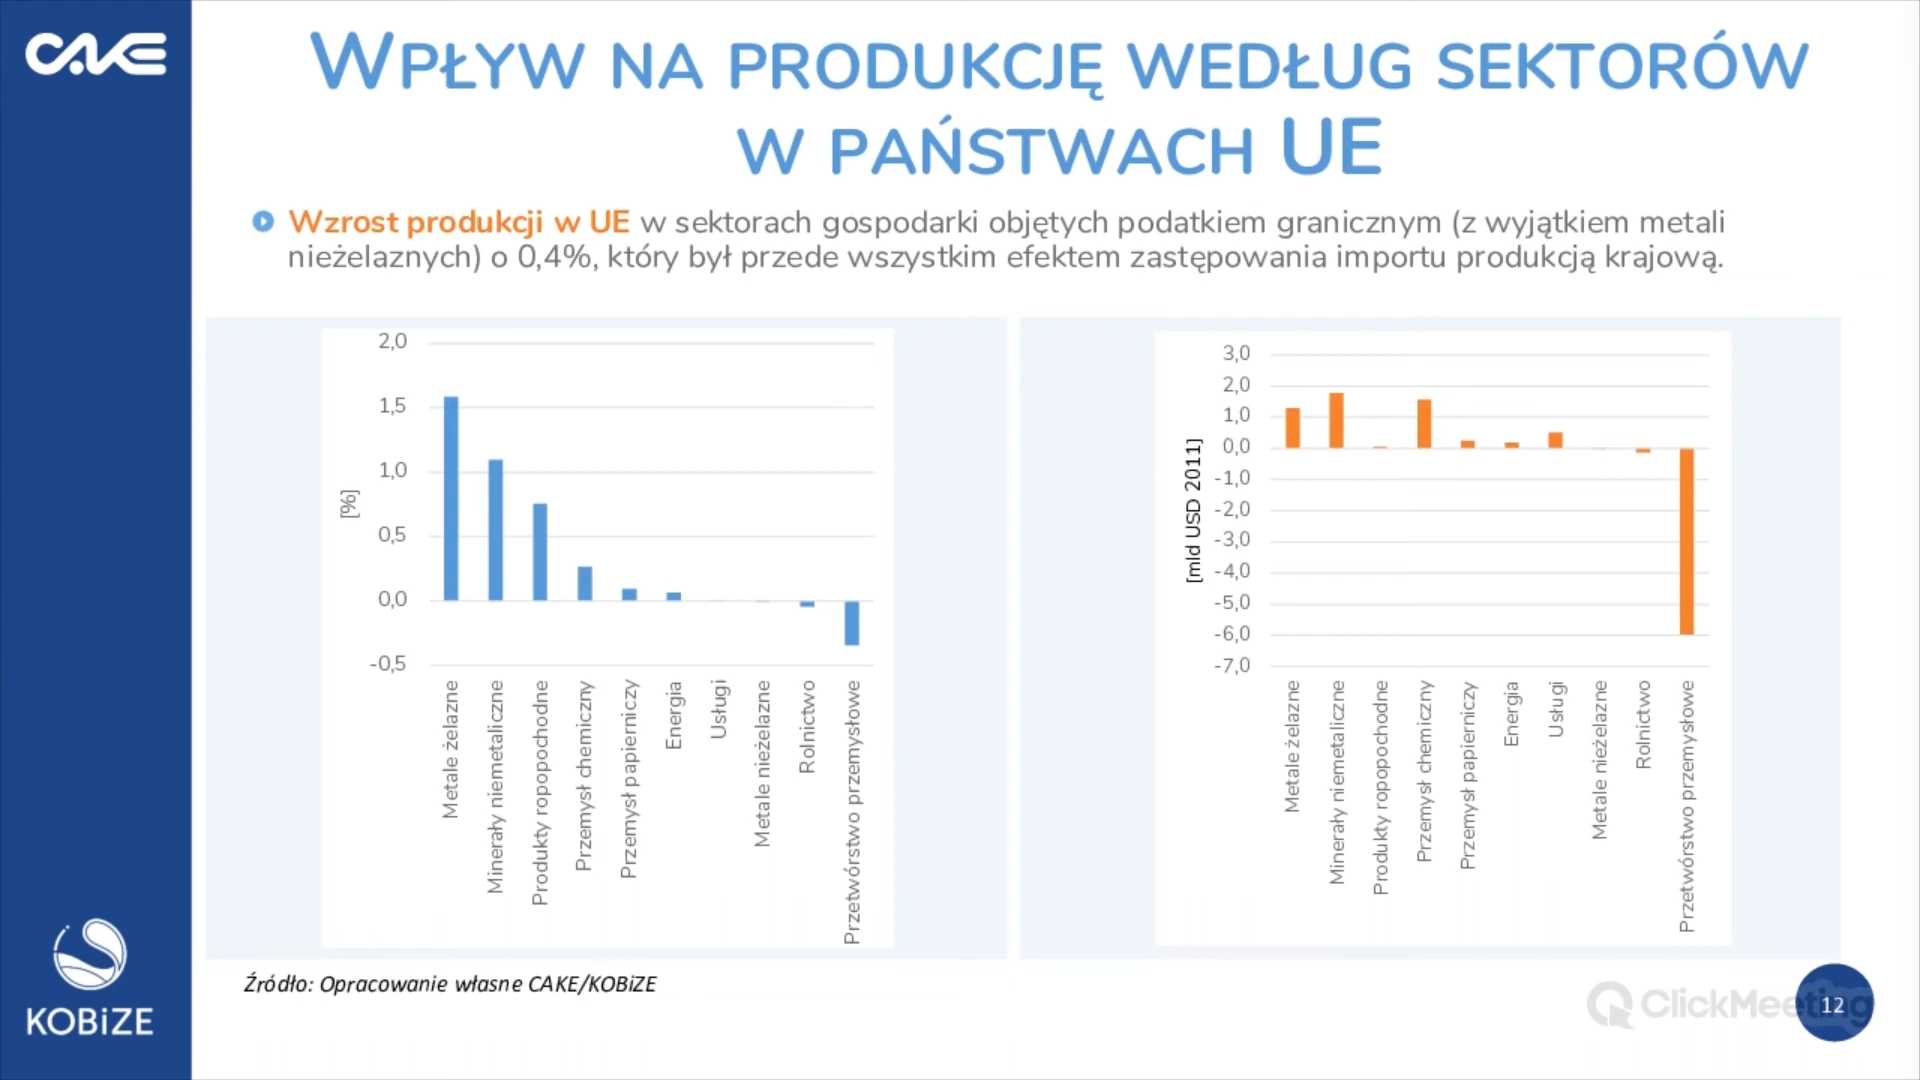 CAKE
WPŁYW NA PRODUKCJĘ WEDŁUG SEKTORÓW
W PAŃSTWACH UE
Wzrost produkcji w UE w sektorach gospodarki objętych podatkiem granicznym (z wyjątkiem metali
nieżelaznych) o 0,4%, który był przede wszystkim efektem zastępowania importu produkcją krajową.
2,0
1,5
1,0
0,5
0,0
-0,5
[%]
Metale żelazne
Minerały niemetaliczne
Produkty ropopochodne
Przemysł chemiczny
Przemysł papierniczy
Energia
Usługi
Metale nieżelazne
Rolnictwo
Przetwórstwo przemysłowe
3,0
2,0
1,0
0,0
-1,0
-2,0
-3,0
-4,0
-5,0
-6,0
-7,0
[mld USD 2011]
Metale żelazne
Minerały niemetaliczne
Produkty ropopochodne
Przemysł chemiczny
Przemysł papierniczy
Energia
Usługi
Metale nieżelazne
Rolnictwo
Przetwórstwo przemysłowe
Źródło: Opracowanie własne CAKE/KOBiZE
KOBiZE
ClickMeeting
12